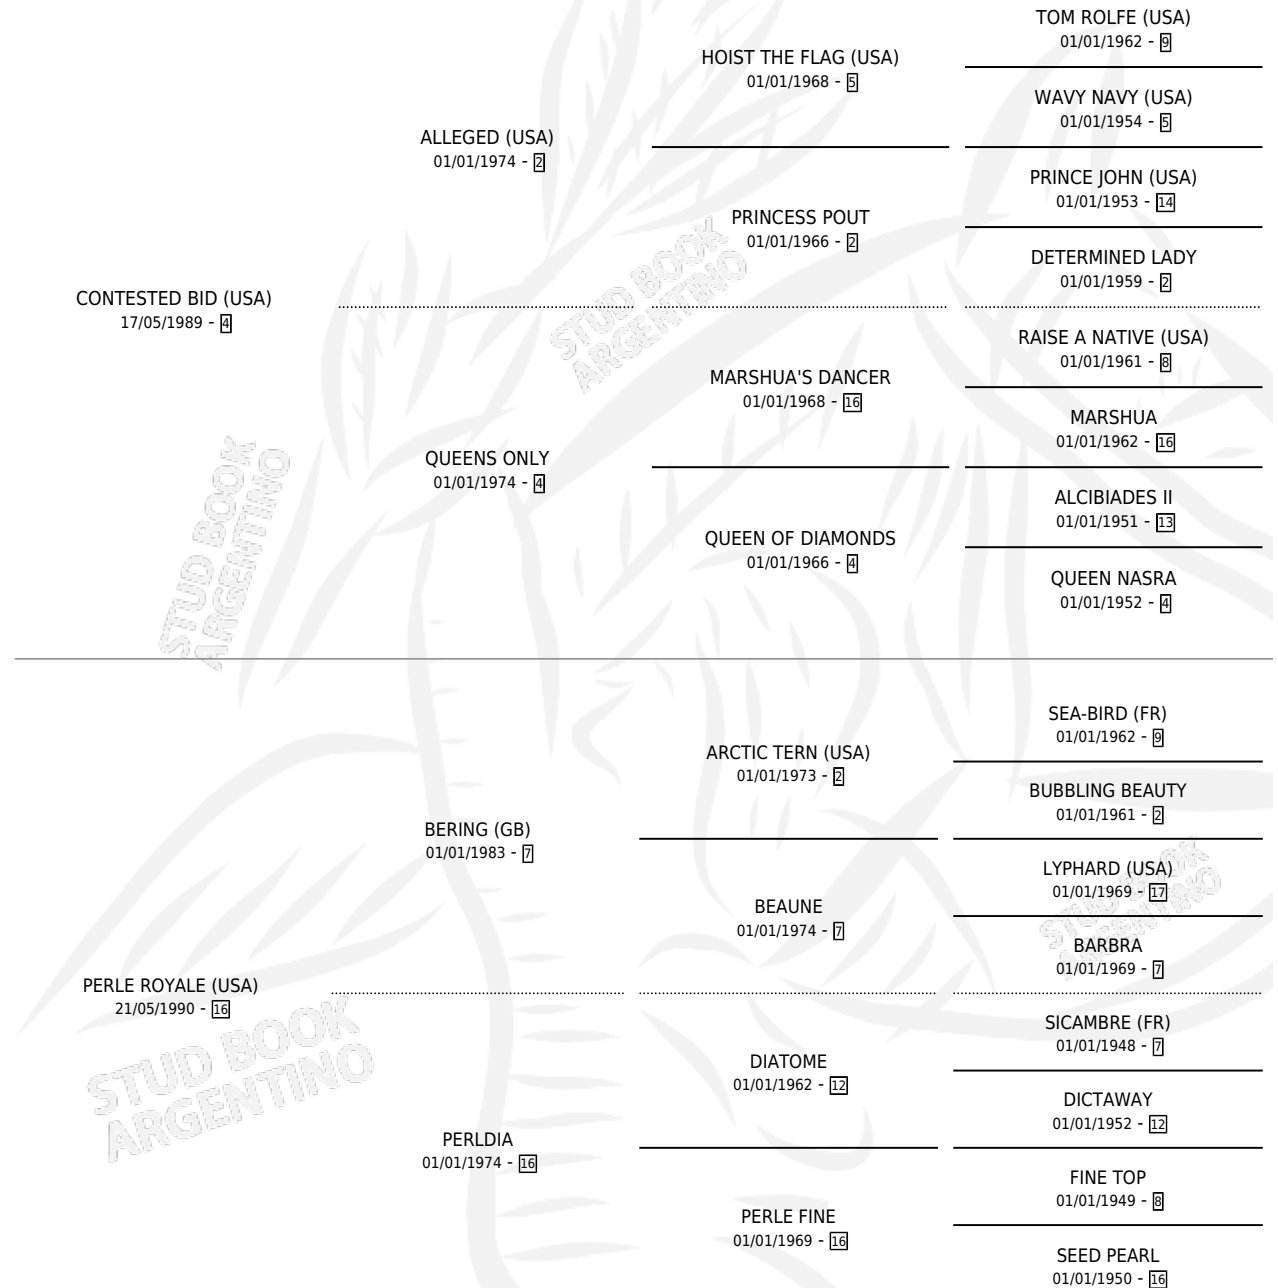 TOM ROLFE (USA)
01/01/1962 - 9
HOIST THE FLAG (USA)
01/01/1968 - 5
WAVY NAVY (USA)
01/01/1954 - 5
ALLEGED (USA)
01/01/1974 - 2
PRINCE JOHN (USA)
01/01/1953 - 14
PRINCESS POUT
01/01/1966 - 2
DETERMINED LADY
01/01/1959 - 2
CONTESTED BID (USA)
17/05/1989 - 4
STUD BOOK
ARGENTINO
RAISE A NATIVE (USA)
01/01/1961 - 8
MARSHUA'S DANCER
01/01/1968 - 16
MARSHUA
01/01/1962 - 16
QUEENS ONLY
01/01/1974 - 4
ALCIBIADES II
01/01/1951 - 13
QUEEN OF DIAMONDS
01/01/1966 - 4
QUEEN NASRA
01/01/1952 - 4
STUD BOOK
ARGENTINO
SEA-BIRD (FR)
01/01/1962 - 9
ARCTIC TERN (USA)
01/01/1973 - 2
BUBBLING BEAUTY
01/01/1961 - 2
BERING (GB)
01/01/1983 - 7
LYPHARD (USA)
01/01/1969 - 17
STUD BOOK
ARGENTINO
BEAUNE
01/01/1974 - 7
BARBRA
01/01/1969 - 7
PERLE ROYALE (USA)
21/05/1990 - 16
STUD BOOK
ARGENTINO
SICAMBRE (FR)
01/01/1948 - 7
DIATOME
01/01/1962 - 12
DICTAWAY
01/01/1952 - 12
PERLDIA
01/01/1974 - 16
FINE TOP
01/01/1949 - 8
PERLE FINE
01/01/1969 - 16
SEED PEARL
01/01/1950 - 16